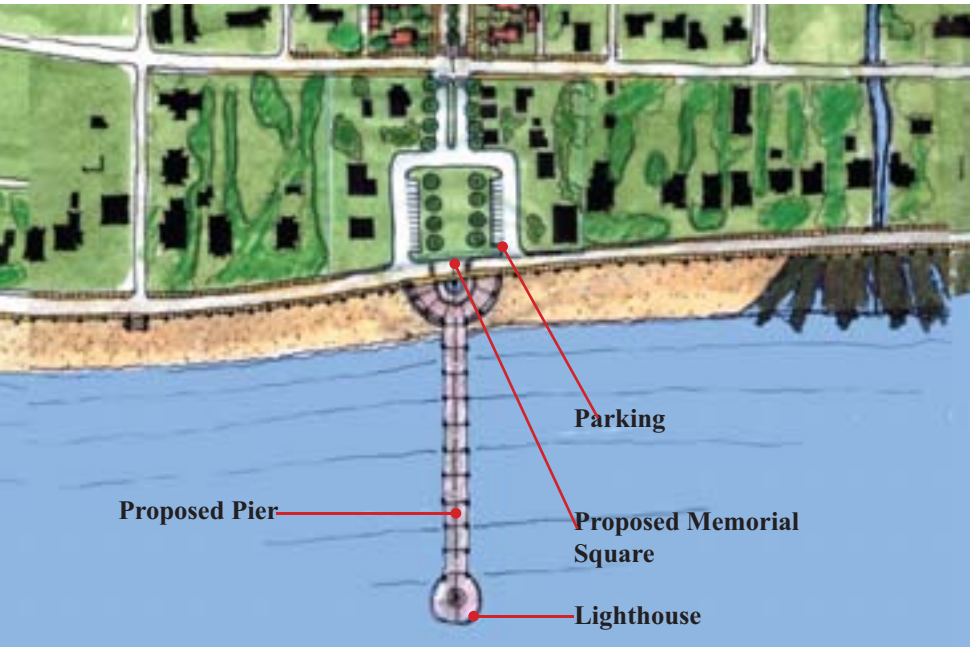 Parking
Proposed Pier
Proposed Memorial
Square
Lighthouse